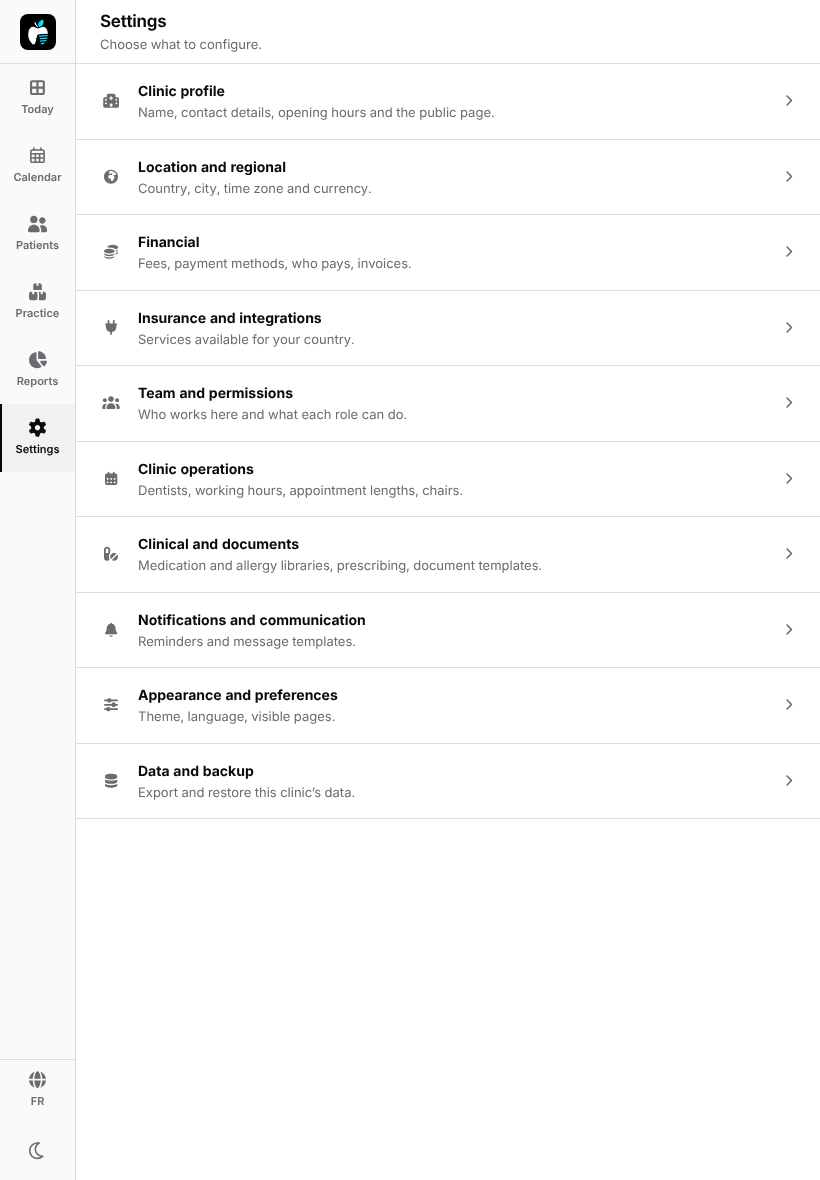 Settings
Choose what to configure.
Today
Calendar
Patients
Practice
Reports
Settings
FR
Clinic profile
Name, contact details, opening hours and the public page.
Location and regional
Country, city, time zone and currency.
Financial
Fees, payment methods, who pays, invoices.
Insurance and integrations
Services available for your country.
Team and permissions
Who works here and what each role can do.
Clinic operations
Dentists, working hours, appointment lengths, chairs.
Clinical and documents
Medication and allergy libraries, prescribing, document templates.
Notifications and communication
Reminders and message templates.
Appearance and preferences
Theme, language, visible pages.
Data and backup
Export and restore this clinic’s data.